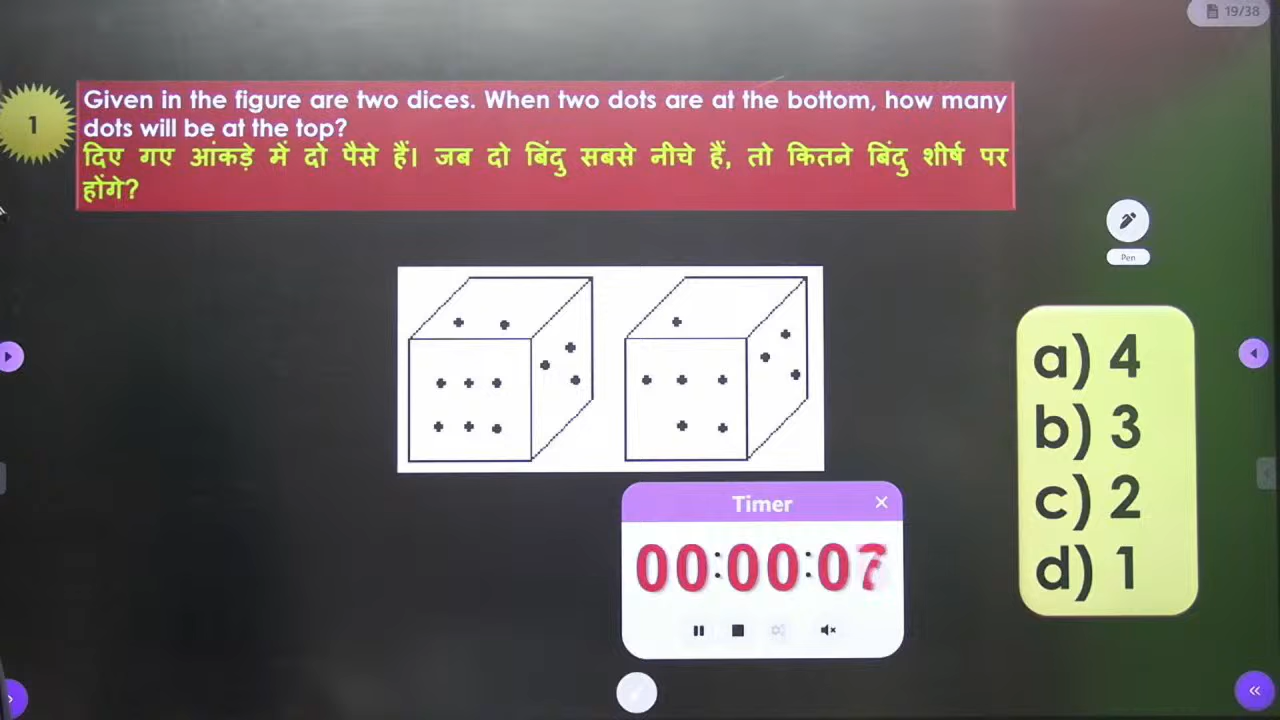 19/38
1
Given in the figure are two dices. When two dots are at the bottom, how many
dots will be at the top?
दिए गए आंकड़े में दो पैसे हैं। जब दो बिंदु सबसे नीचे हैं, तो कितने बिंदु शीर्ष पर
होंगे?
Pen
a) 4
b) 3
c) 2
d) 1
Timer
00:00:07